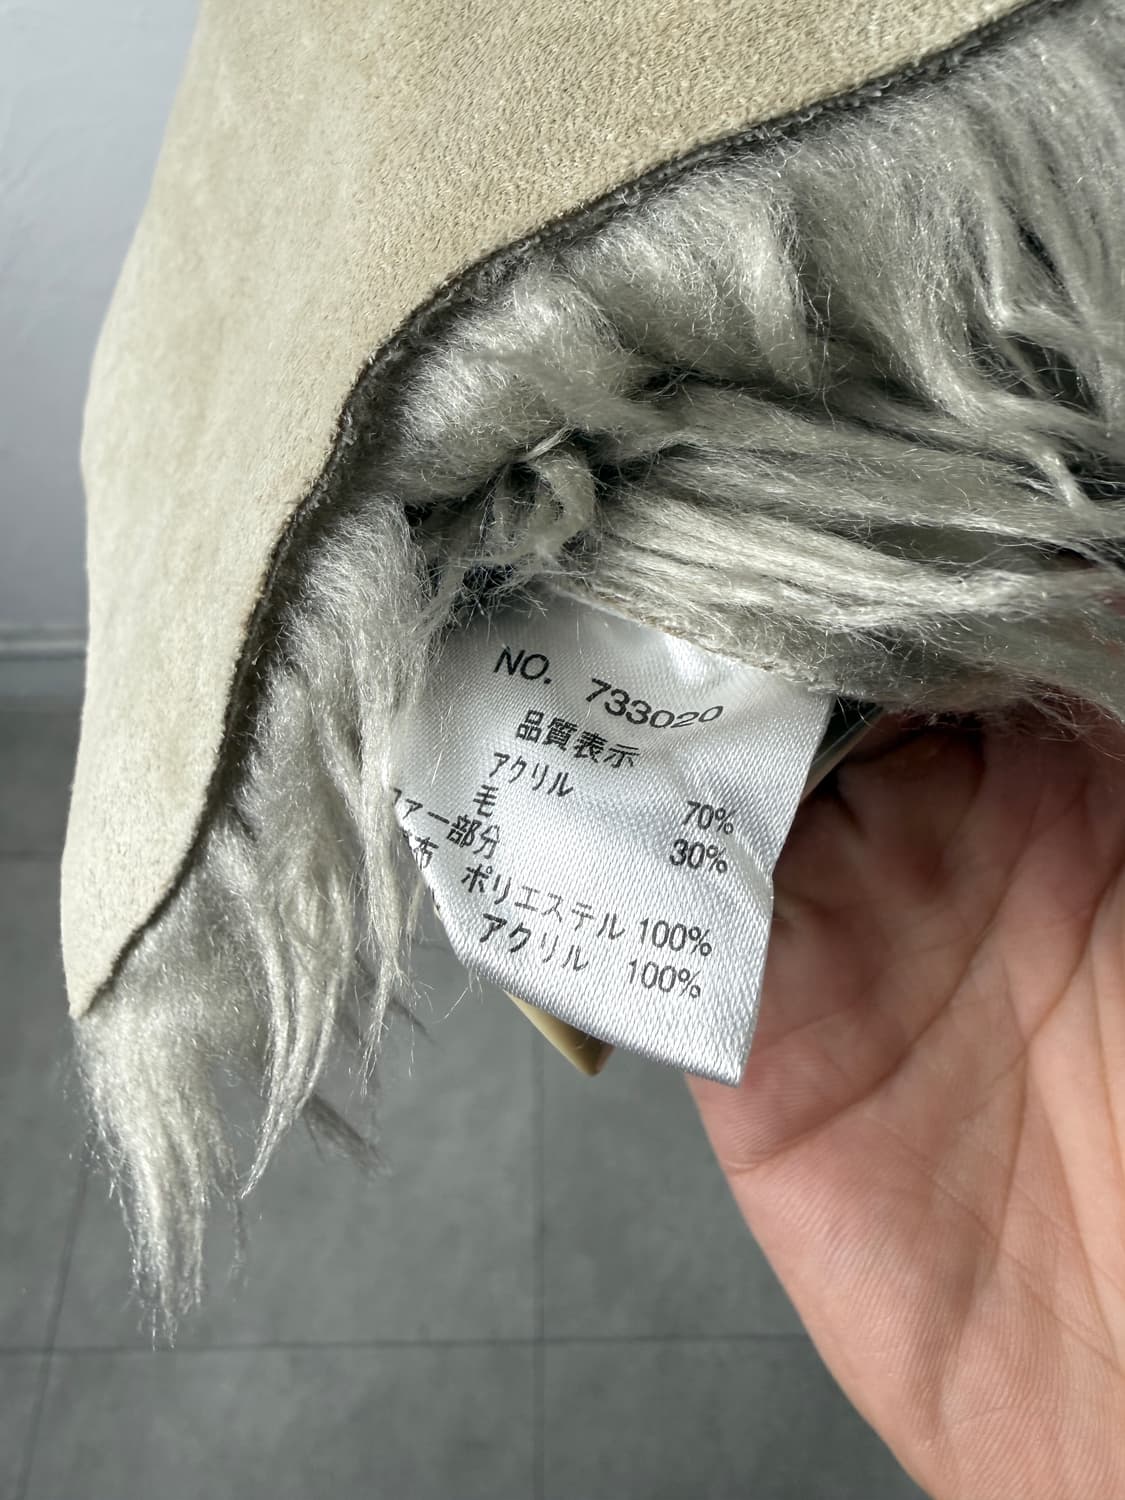 NO. 733020
品質表示
アクリル 70%
毛 30%
ファー部分
布 ポリエステル 100%
アクリル 100%